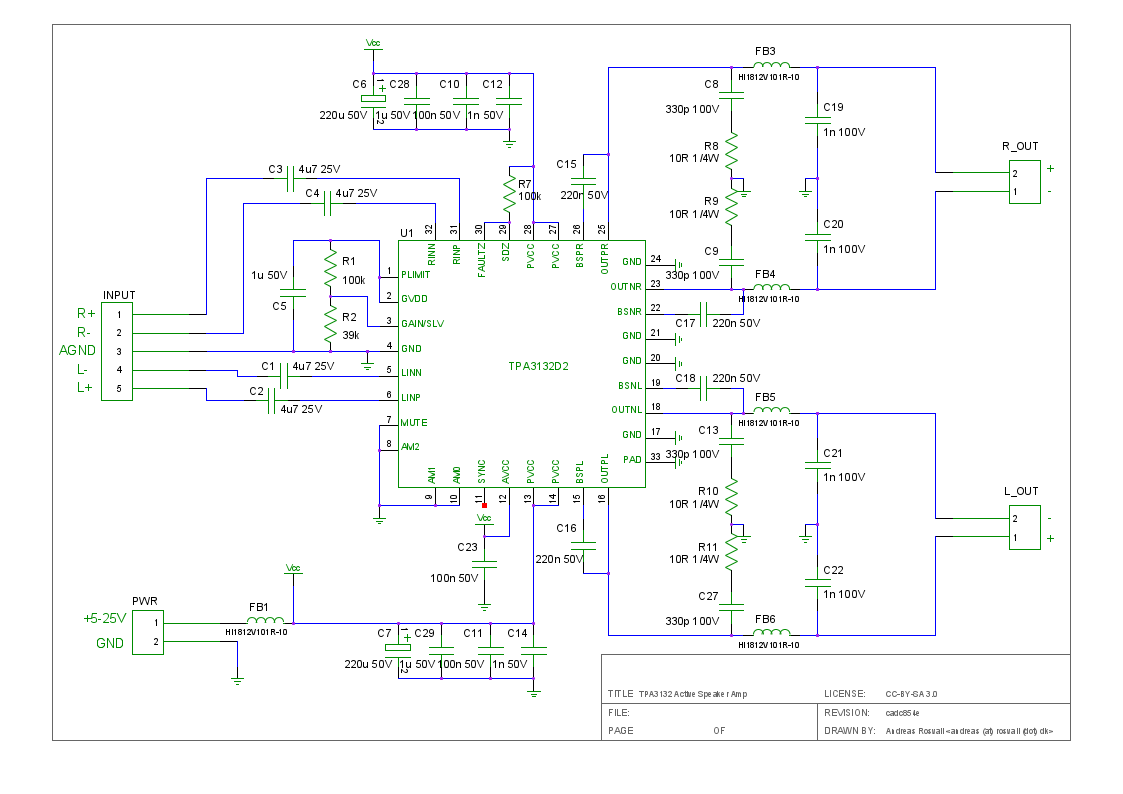 Vcc
C6 C28 C10 C12
220u 50V 1u 50V 100n 50V 1n 50V
1
+
2
C3 4u7 25V
C4 4u7 25V
R7
100k
C15
220n 50V
FB3
HI1812V101R-10
C8
330p 100V
R8
10R 1/4W
R9
10R 1/4W
C9
330p 100V
C19
1n 100V
C20
1n 100V
FB4
HI1812V101R-10
R_OUT
2 +
1 -
U1
32 31 30 29 28 27 26 25
RINN RINP FAULTZ SDZ PVCC PVCC BSPR OUTPR
1 PLIMIT
2 GVDD
3 GAIN/SLV
4 GND
5 LINN
6 LINP
7 MUTE
8 AM2
TPA3132D2
GND 24
OUTNR 23
BSNR 22
GND 21
GND 20
BSNL 19
OUTNL 18
GND 17
PAD 33
AM1 AM0 SYNC AVCC PVCC PVCC BSPL OUTPL
9 10 11 12 13 14 15 16
1u 50V
C5
R1
100k
R2
39k
INPUT
R+ 1
R- 2
AGND 3
L- 4
L+ 5
C1 4u7 25V
C2
4u7 25V
C17 220n 50V
C18 220n 50V
FB5
HI1812V101R-10
C13
330p 100V
R10
10R 1/4W
R11
10R 1/4W
C27
330p 100V
C21
1n 100V
C22
1n 100V
FB6
HI1812V101R-10
L_OUT
2 -
1 +
Vcc
C23
100n 50V
C16
220n 50V
Vcc
PWR
+5-25V 1
GND 2
FB1
HI1812V101R-10
C7 C29 C11 C14
220u 50V 1u 50V 100n 50V 1n 50V
1
+
2
TITLE TPA3132 Active Speaker Amp
LICENSE: CC-BY-SA 3.0
FILE:
REVISION: cadc854e
PAGE OF
DRAWN BY: Andreas Rosvall <andreas (at) rosvall (dot) dk>